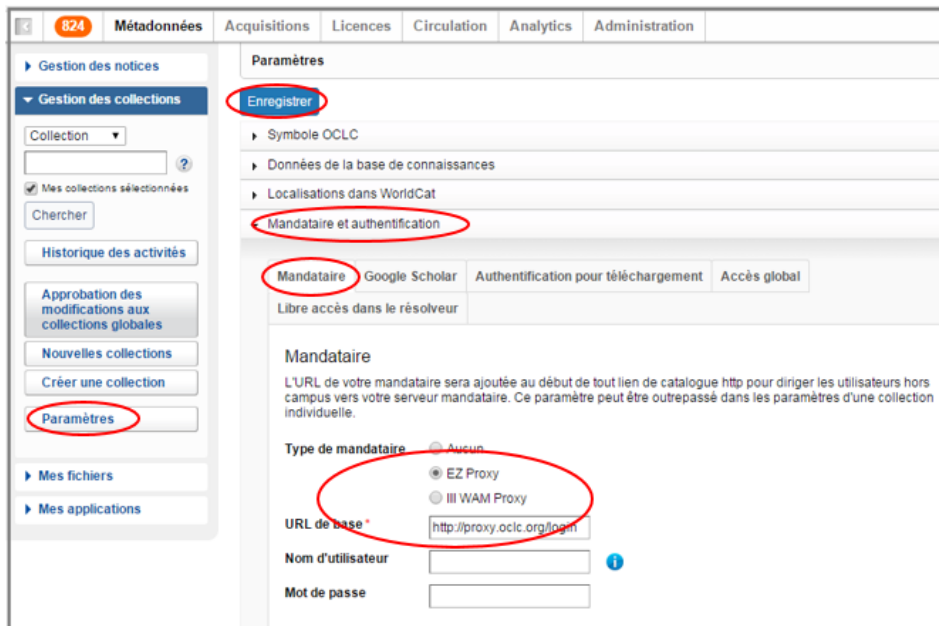 824 Métadonnées Acquisitions Licences Circulation Analytics Administration
Gestion des notices
Gestion des collections
Collection
?
Mes collections sélectionnées
Chercher
Historique des activités
Approbation des
modifications aux
collections globales
Nouvelles collections
Créer une collection
Paramètres
Mes fichiers
Mes applications
Paramètres
Enregistrer
Symbole OCLC
Données de la base de connaissances
Localisations dans WorldCat
Mandataire et authentification
Mandataire Google Scholar Authentification pour téléchargement Accès global
Libre accès dans le résolveur
Mandataire
L'URL de votre mandataire sera ajoutée au début de tout lien de catalogue http pour diriger les utilisateurs hors
campus vers votre serveur mandataire. Ce paramètre peut être outrepassé dans les paramètres d'une collection
individuelle.
Type de mandataire Aucun
EZ Proxy
III WAM Proxy
URL de base * http://proxy.oclc.org/login
Nom d'utilisateur i
Mot de passe